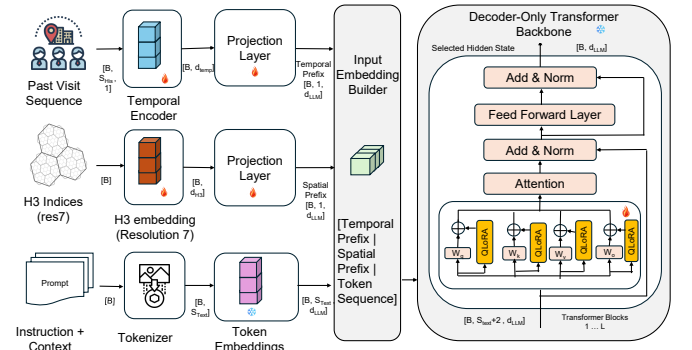 Past Visit
Sequence
[B,
S_His,
1]
Temporal
Encoder
[B, d_temp]
Projection
Layer
Temporal
Prefix
[B, 1,
d_LLM]
H3 Indices
(res7)
[B]
H3 embedding
(Resolution 7)
[B,
d_H3]
Projection
Layer
Spatial
Prefix
[B, 1,
d_LLM]
Prompt
Instruction +
Context
[B]
Tokenizer
[B,
S_Text]
Token
Embeddings
[B, S_Text,
d_LLM]
Input
Embedding
Builder
[Temporal
Prefix |
Spatial
Prefix |
Token
Sequence]
Decoder-Only Transformer
Backbone
Selected Hidden State
[B, d_LLM]
Add & Norm
Feed Forward Layer
Add & Norm
Attention
W_q
QLoRA
W_k
QLoRA
W_v
QLoRA
W_o
QLoRA
[B, S_text+2 , d_LLM]
Transformer Blocks
1 ... L